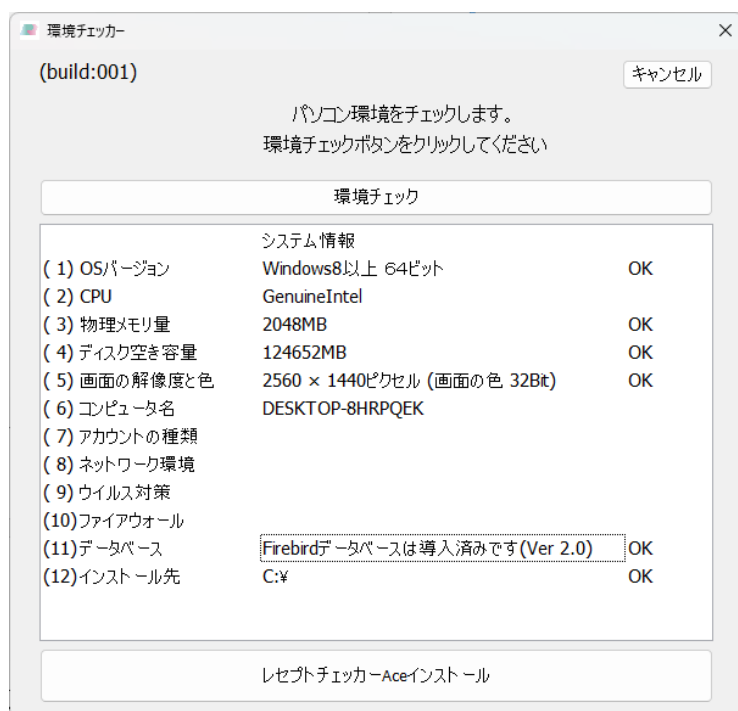 環境チェッカー
(build:001)
キャンセル
パソコン環境をチェックします。
環境チェックボタンをクリックしてください
環境チェック
システム情報
( 1) OSバージョン Windows8以上 64ビット OK
( 2) CPU GenuineIntel
( 3) 物理メモリ量 2048MB OK
( 4) ディスク空き容量 124652MB OK
( 5) 画面の解像度と色 2560 × 1440ピクセル (画面の色 32Bit) OK
( 6) コンピュータ名 DESKTOP-8HRPQEK
( 7) アカウントの種類
( 8) ネットワーク環境
( 9) ウイルス対策
(10)ファイアウォール
(11)データベース Firebirdデータベースは導入済みです(Ver 2.0) OK
(12)インストール先 C:¥ OK
レセプトチェッカーAceインストール